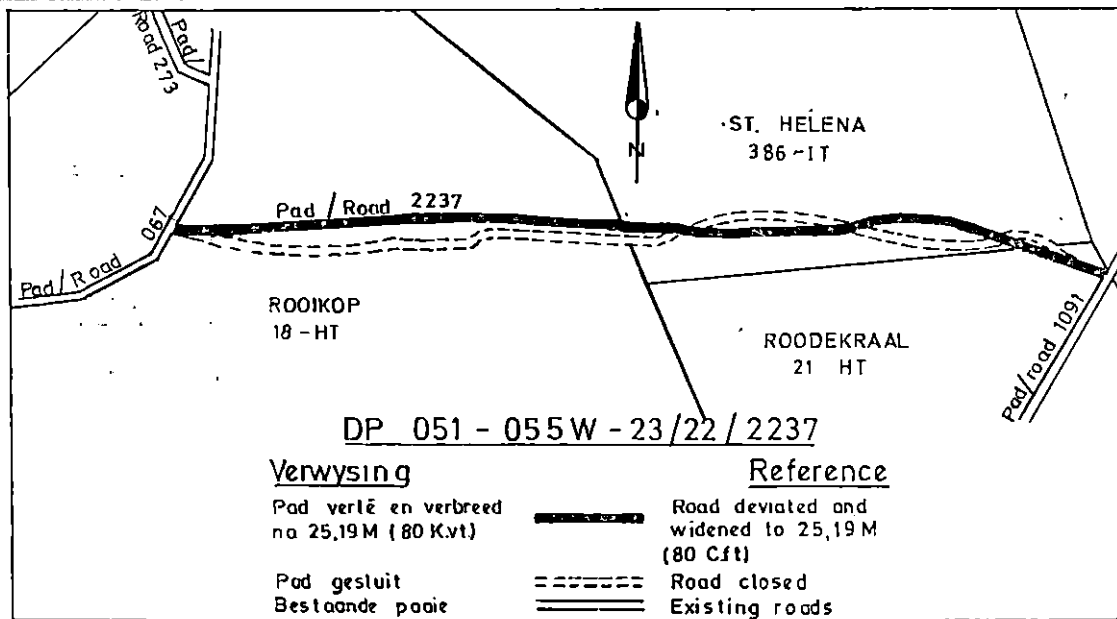 Pad/
Road 273
ST. HELENA
386-IT
N
Pad / Road 2237
Pad/Road 067
ROOIKOP
18-HT
ROODEKRAAL
21 HT
Pad/road 1091
DP 051-055W-23/22/2237
Verwysing
Reference
Pad verlê en verbreed
na 25,19M (80 K.vt.)
Road deviated and
widened to 25,19M
(80 C.ft)
Pad gesluit
Road closed
Bestaande paaie
Existing roads